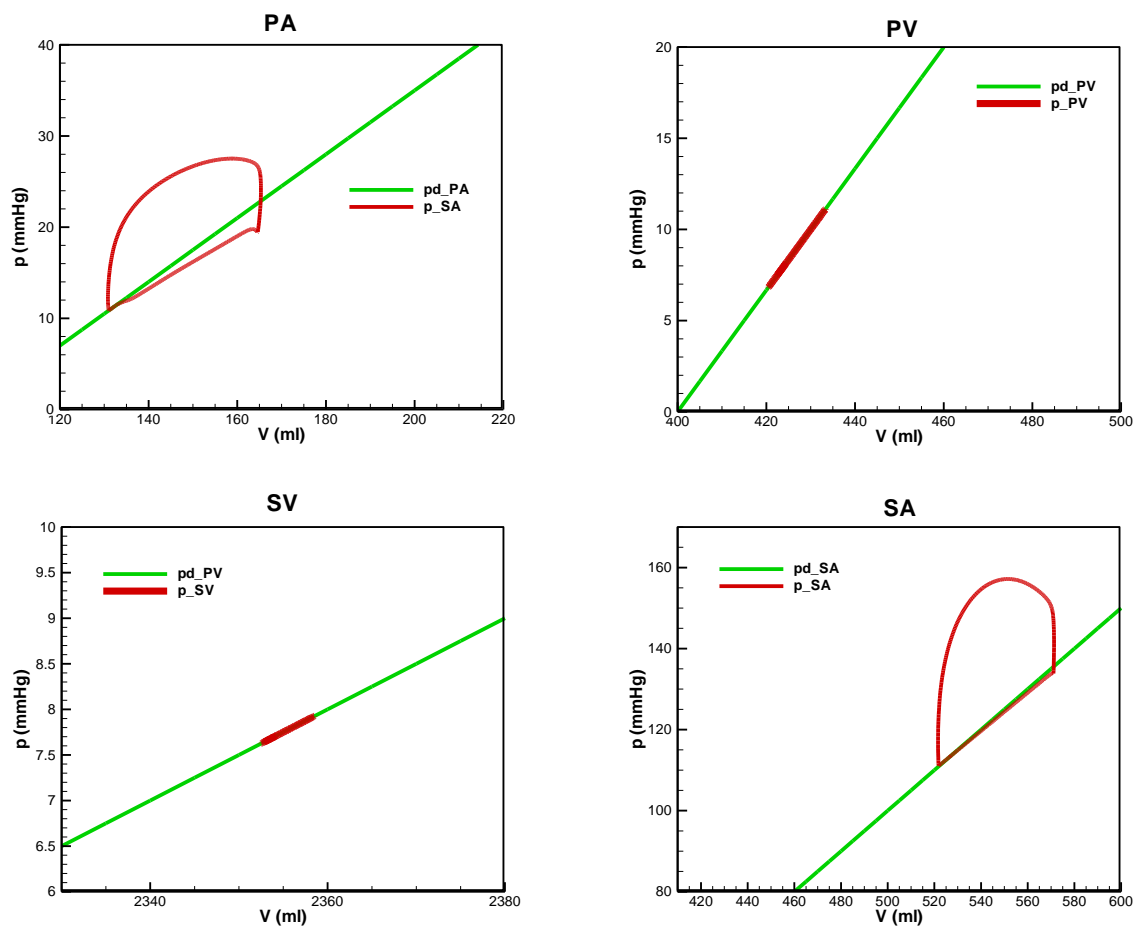 PA
p (mmHg)
40
30
20
10
0
pd_PA
p_SA
120
140
160
180
200
220
V (ml)
PV
p (mmHg)
20
15
10
5
0
pd_PV
p_PV
400
420
440
460
480
500
V (ml)
SV
p (mmHg)
10
9.5
9
8.5
8
7.5
7
6.5
6
pd_PV
p_SV
2340
2360
2380
V (ml)
SA
p (mmHg)
160
140
120
100
80
pd_SA
p_SA
420
440
460
480
500
520
540
560
580
600
V (ml)